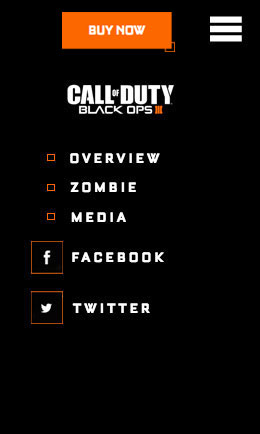 BUY NOW
CALL OF DUTY
BLACK OPS III
OVERVIEW
ZOMBIE
MEDIA
FACEBOOK
TWITTER